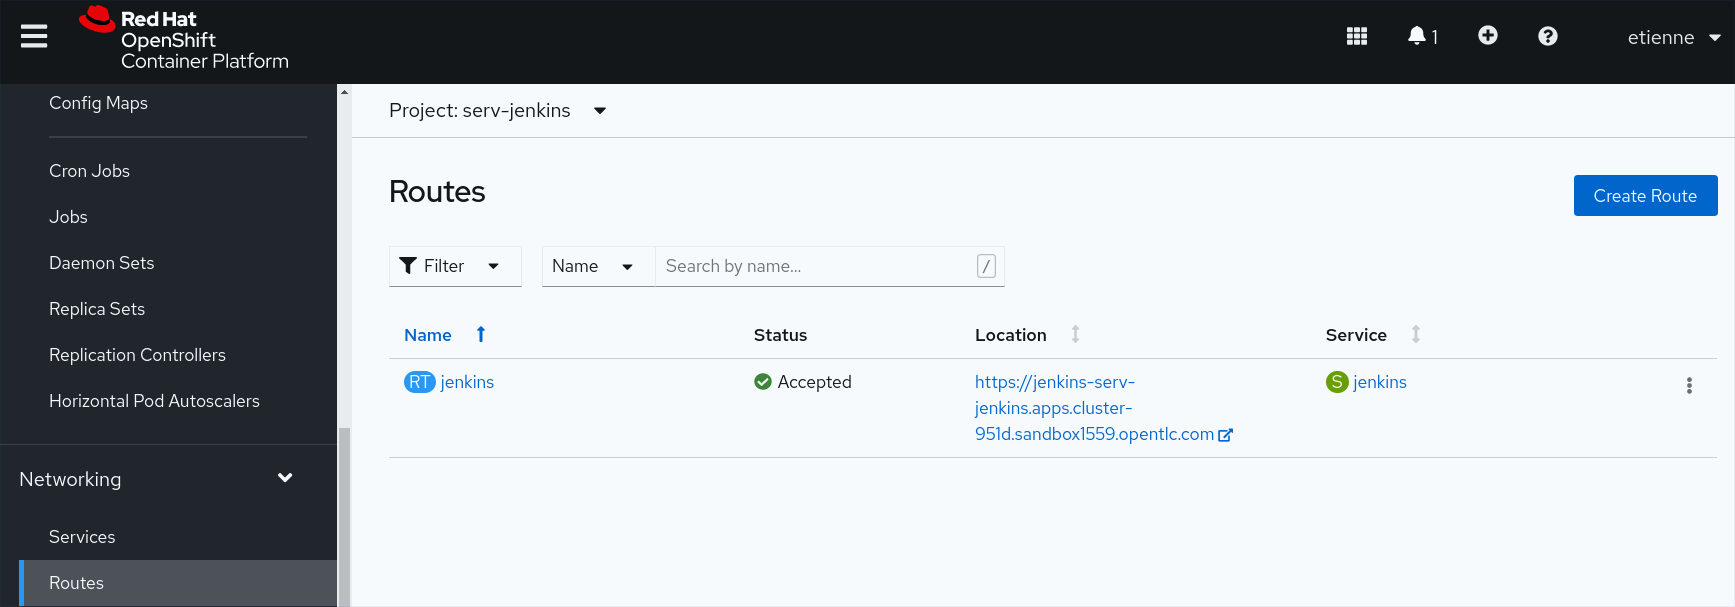 Red Hat
OpenShift
Container Platform
1
etienne
Config Maps
Cron Jobs
Jobs
Daemon Sets
Replica Sets
Replication Controllers
Horizontal Pod Autoscalers
Networking
Services
Routes
Project: serv-jenkins
Routes
Create Route
Filter
Name
Search by name...
/
Name Status Location Service
RT jenkins
Accepted
https://jenkins-serv-
jenkins.apps.cluster-
951d.sandbox1559.opentlc.com
S jenkins